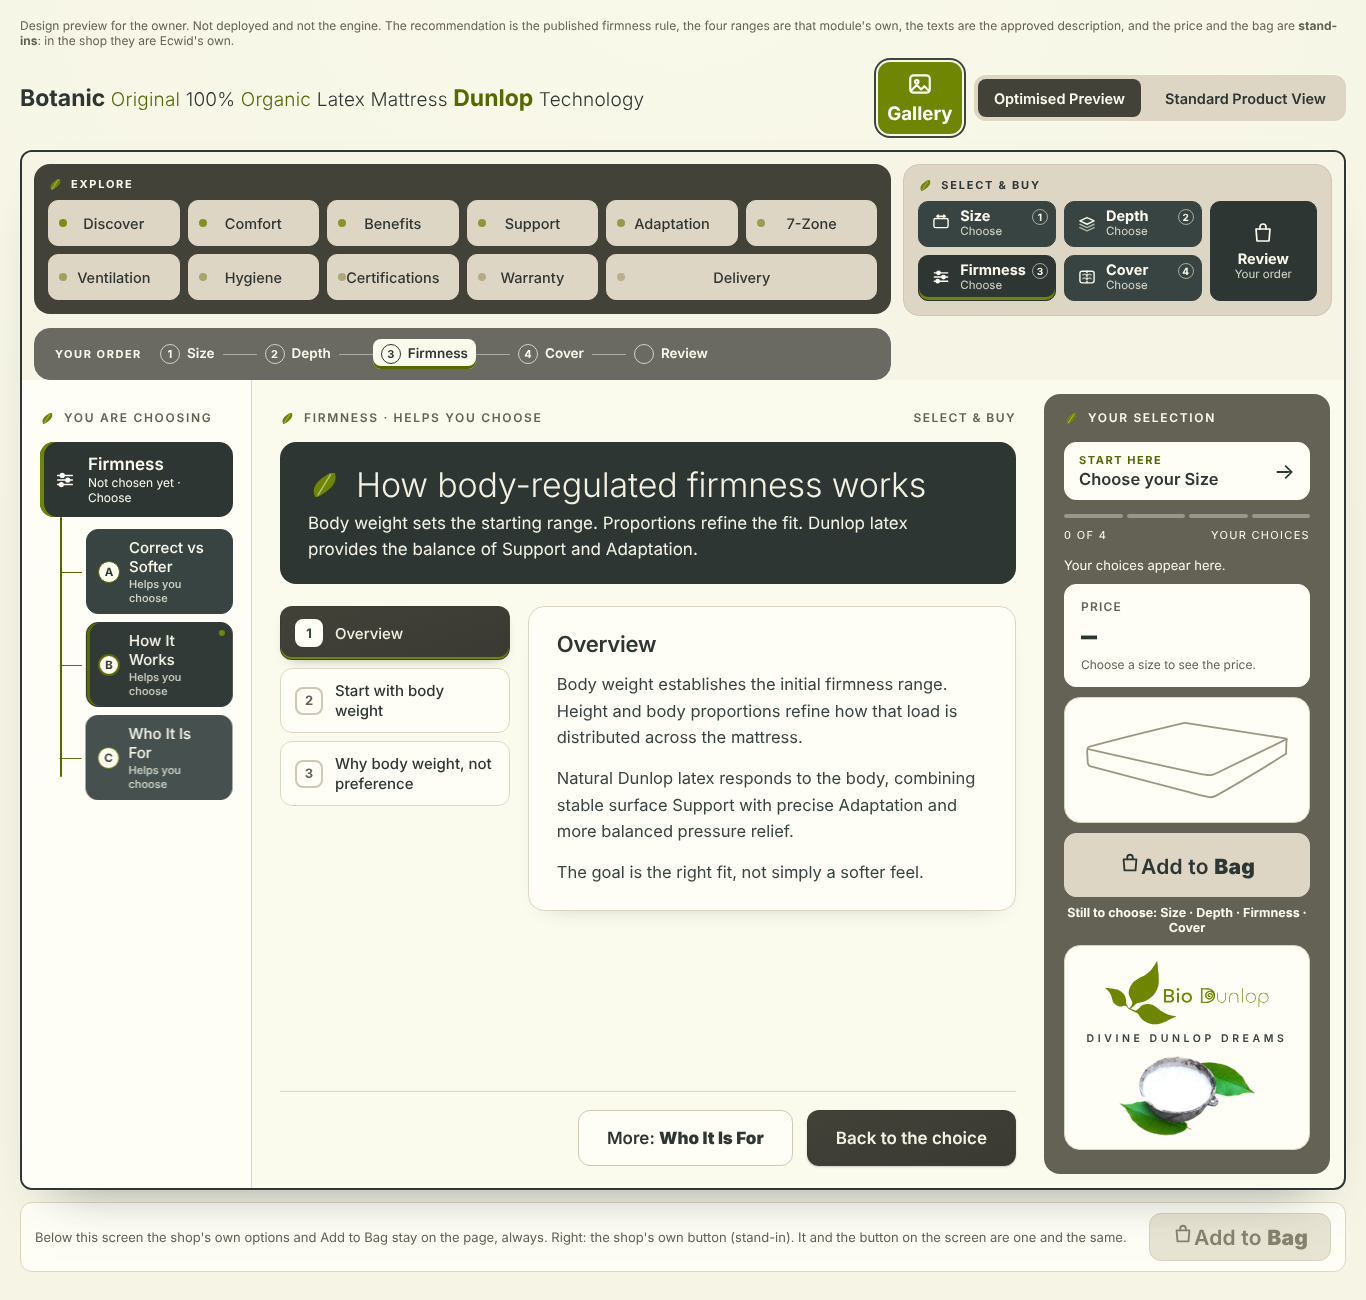 Design preview for the owner. Not deployed and not the engine. The recommendation is the published firmness rule, the four ranges are that module's own, the texts are the approved description, and the price and the bag are stand-
ins: in the shop they are Ecwid's own.
Botanic Original 100% Organic Latex Mattress Dunlop Technology
Gallery
Optimised Preview
Standard Product View
EXPLORE
Discover
Comfort
Benefits
Support
Adaptation
7-Zone
Ventilation
Hygiene
Certifications
Warranty
Delivery
SELECT & BUY
Size
Choose
1
Depth
Choose
2
Firmness
Choose
3
Cover
Choose
4
Review
Your order
YOUR ORDER
1 Size
2 Depth
3 Firmness
4 Cover
Review
YOU ARE CHOOSING
Firmness
Not chosen yet ·
Choose
A
Correct vs
Softer
Helps you
choose
B
How It
Works
Helps you
choose
C
Who It Is
For
Helps you
choose
FIRMNESS · HELPS YOU CHOOSE
SELECT & BUY
How body-regulated firmness works
Body weight sets the starting range. Proportions refine the fit. Dunlop latex
provides the balance of Support and Adaptation.
1 Overview
2 Start with body
weight
3 Why body weight, not
preference
Overview
Body weight establishes the initial firmness range.
Height and body proportions refine how that load is
distributed across the mattress.
Natural Dunlop latex responds to the body, combining
stable surface Support with precise Adaptation and
more balanced pressure relief.
The goal is the right fit, not simply a softer feel.
More: Who It Is For
Back to the choice
YOUR SELECTION
START HERE
Choose your Size
0 OF 4
YOUR CHOICES
Your choices appear here.
PRICE
–
Choose a size to see the price.
Add to Bag
Still to choose: Size · Depth · Firmness ·
Cover
Bio Dunlop
DIVINE DUNLOP DREAMS
Below this screen the shop's own options and Add to Bag stay on the page, always. Right: the shop's own button (stand-in). It and the button on the screen are one and the same.
Add to Bag